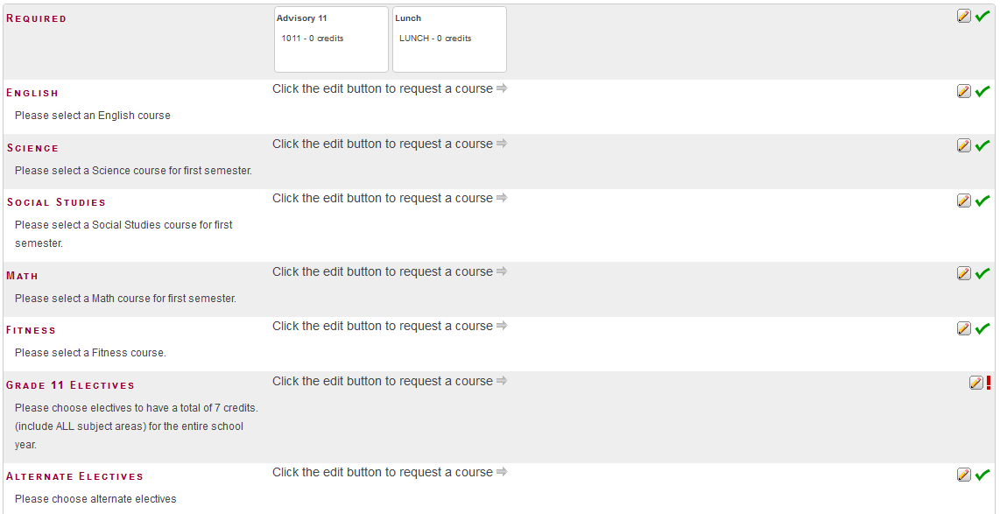 REQUIRED
Advisory 11
Lunch
1011 - 0 credits
LUNCH - 0 credits
ENGLISH
Click the edit button to request a course
Please select an English course
SCIENCE
Click the edit button to request a course
Please select a Science course for first semester.
SOCIAL STUDIES
Click the edit button to request a course
Please select a Social Studies course for first
semester.
MATH
Click the edit button to request a course
Please select a Math course for first semester.
FITNESS
Click the edit button to request a course
Please select a Fitness course.
GRADE 11 ELECTIVES
Click the edit button to request a course
Please choose electives to have a total of 7 credits.
(include ALL subject areas) for the entire school
year.
ALTERNATE ELECTIVES
Click the edit button to request a course
Please choose alternate electives